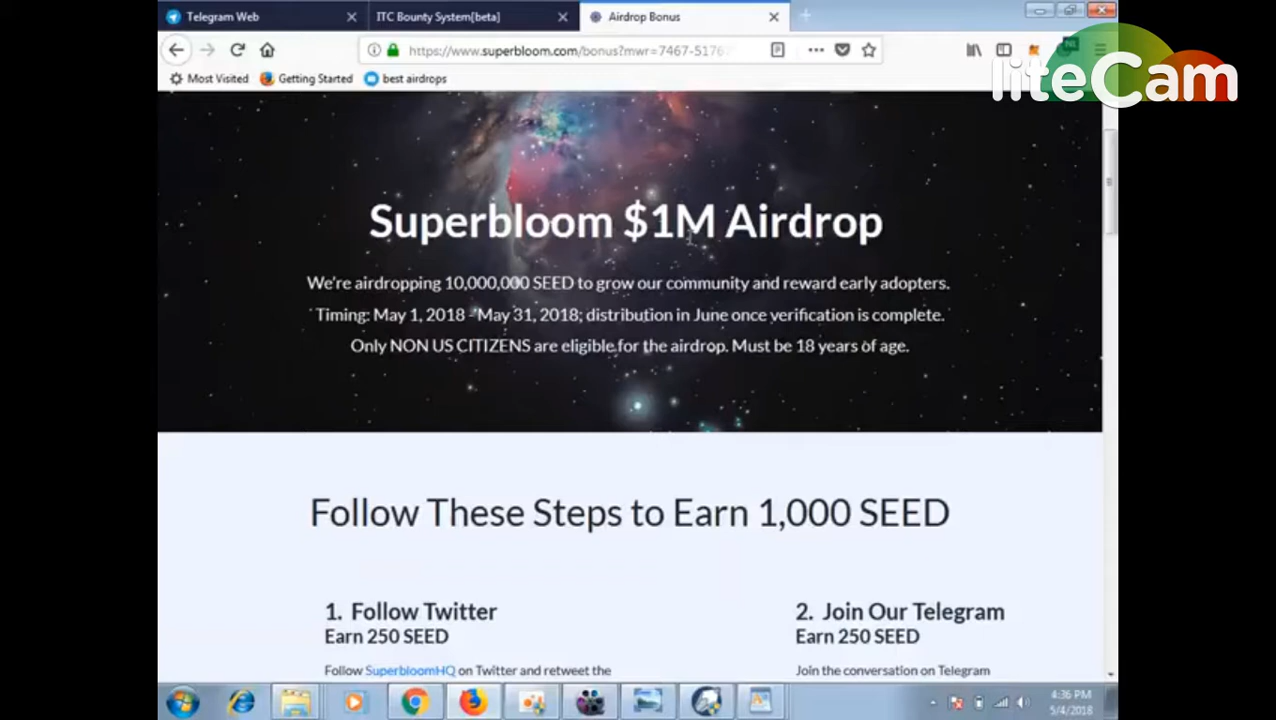 Telegram Web
ITC Bounty System[beta]
Airdrop Bonus
https://www.superbloom.com/bonus?mwr=7467-5176
Most Visited
Getting Started
best airdrops
liteCam
Superbloom $1M Airdrop
We're airdropping 10,000,000 SEED to grow our community and reward early adopters.
Timing: May 1, 2018 - May 31, 2018; distribution in June once verification is complete.
Only NON US CITIZENS are eligible for the airdrop. Must be 18 years of age.
Follow These Steps to Earn 1,000 SEED
1. Follow Twitter
Earn 250 SEED
Follow SuperbloomHQ on Twitter and retweet the
2. Join Our Telegram
Earn 250 SEED
Join the conversation on Telegram
4:36 PM
5/4/2018